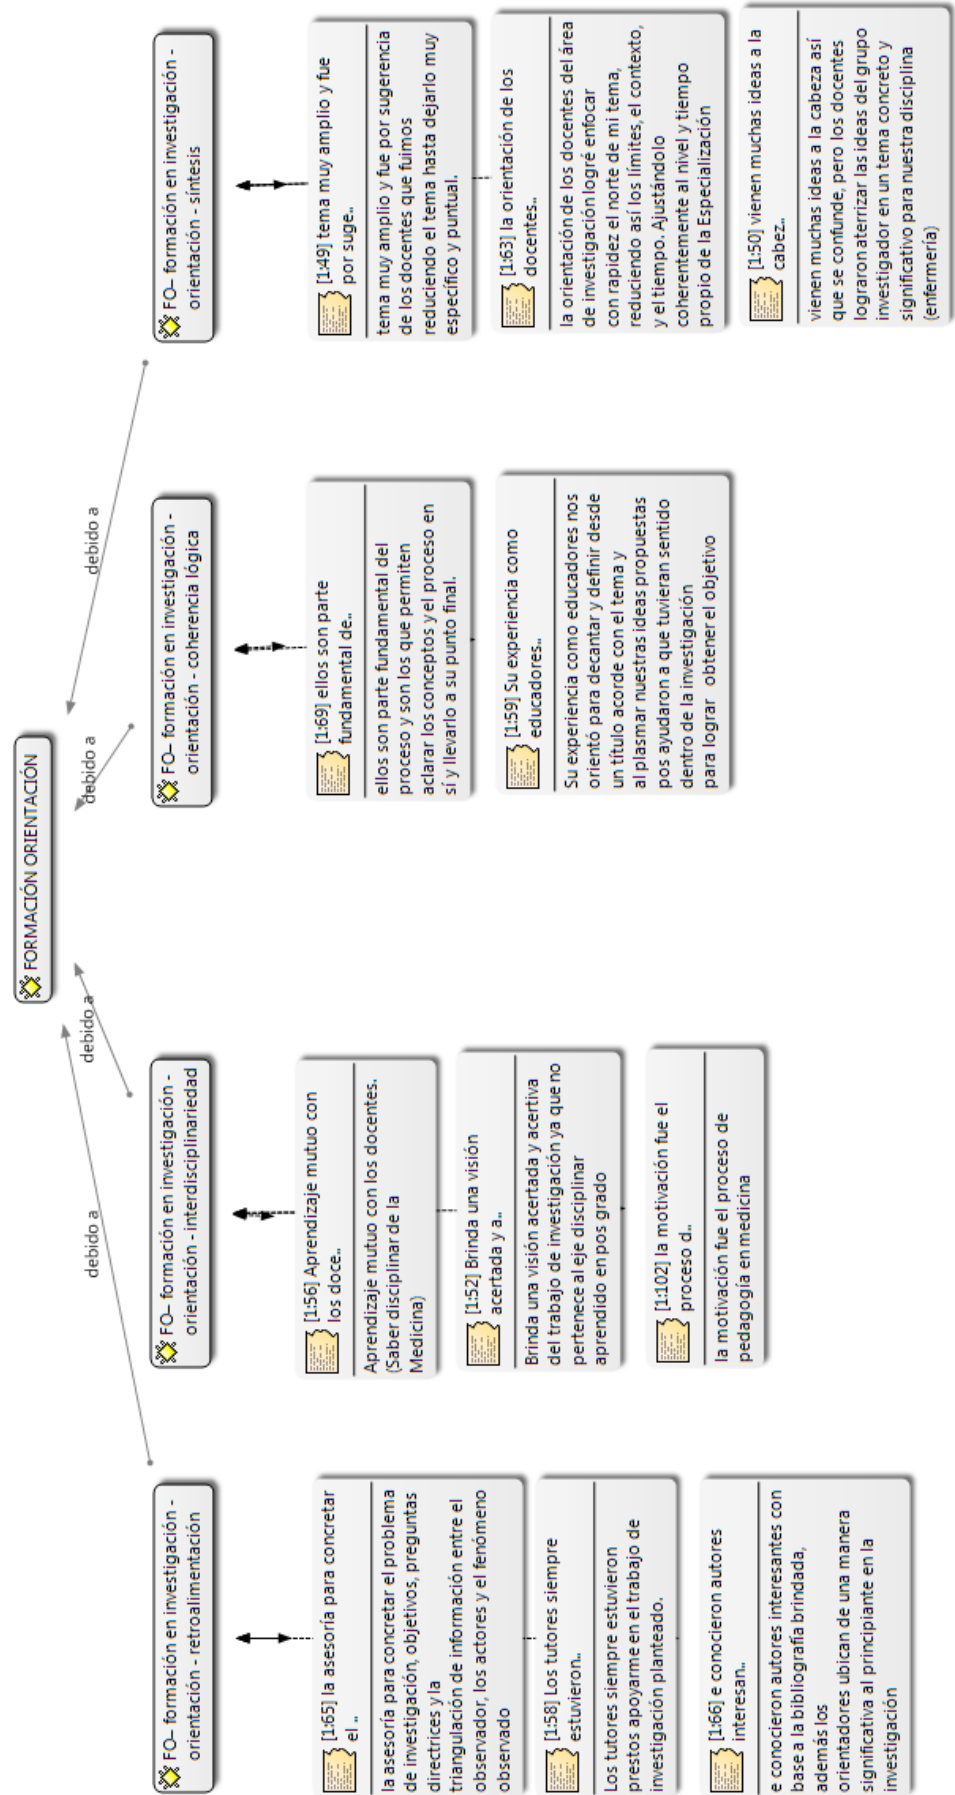 FORMACIÓN ORIENTACIÓN
debido a
debido a
debido a
debido a
FO– formación en investigación -
orientación - retroalimentación
[1:65] la asesoría para concretar
el ..
la asesoría para concretar el problema
de investigación, objetivos, preguntas
directrices y la
triangulación de información entre el
observador, los actores y el fenómeno
observado
[1:58] Los tutores siempre
estuvieron..
Los tutores siempre estuvieron
prestos apoyarme en el trabajo de
investigación planteado.
[1:66] e conocieron autores
interesan..
e conocieron autores interesantes con
base a la bibliografía brindada,
además los
orientadores ubican de una manera
significativa al principiante en la
investigación
FO– formación en investigación -
orientación - interdisciplinariedad
[1:56] Aprendizaje mutuo con
los doce..
Aprendizaje mutuo con los docentes.
(Saber disciplinar de la
Medicina)
[1:52] Brinda una visión
acertada y a..
Brinda una visión acertada y acertiva
del trabajo de investigación ya que no
pertenece al eje disciplinar
aprendido en pos grado
[1:102] la motivación fue el
proceso d..
la motivación fue el proceso de
pedagogía en medicina
FO– formación en investigación -
orientación - coherencia lógica
[1:69] ellos son parte
fundamental de..
ellos son parte fundamental del
proceso y son los que permiten
aclarar los conceptos y el proceso en
sí y llevarlo a su punto final.
[1:59] Su experiencia como
educadores..
Su experiencia como educadores nos
orientó para decantar y definir desde
un título acorde con el tema y
al plasmar nuestras ideas propuestas
pos ayudaron a que tuvieran sentido
dentro de la investigación
para lograr obtener el objetivo
FO– formación en investigación -
orientación - síntesis
[1:49] tema muy amplio y fue
por suge..
tema muy amplio y fue por sugerencia
de los docentes que fuimos
reduciendo el tema hasta dejarlo muy
específico y puntual.
[1:63] la orientación de los
docentes..
la orientación de los docentes del área
de investigación logré enfocar
con rapidez el norte de mi tema,
reduciendo así los límites, el contexto,
y el tiempo. Ajustándolo
coherentemente al nivel y tiempo
propio de la Especialización
[1:50] vienen muchas ideas a la
cabez..
vienen muchas ideas a la cabeza así
que se confunde, pero los docentes
lograron aterrizar las ideas del grupo
investigador en un tema concreto y
significativo para nuestra disciplina
(enfermería)